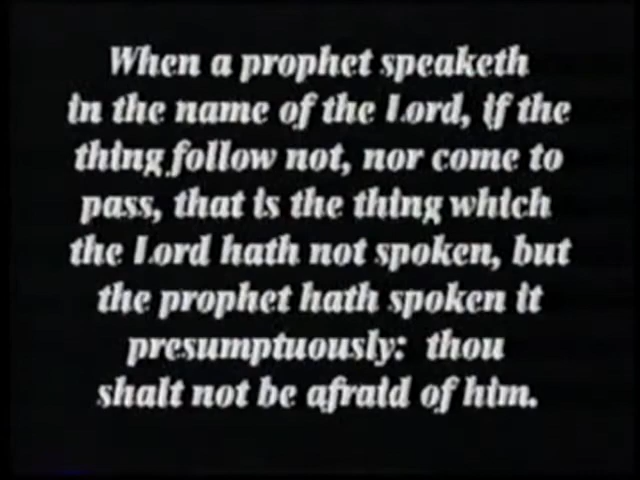 When a prophet speaketh
in the name of the Lord, if the
thing follow not, nor come to
pass, that is the thing which
the Lord hath not spoken, but
the prophet hath spoken it
presumptuously: thou
shalt not be afraid of him.